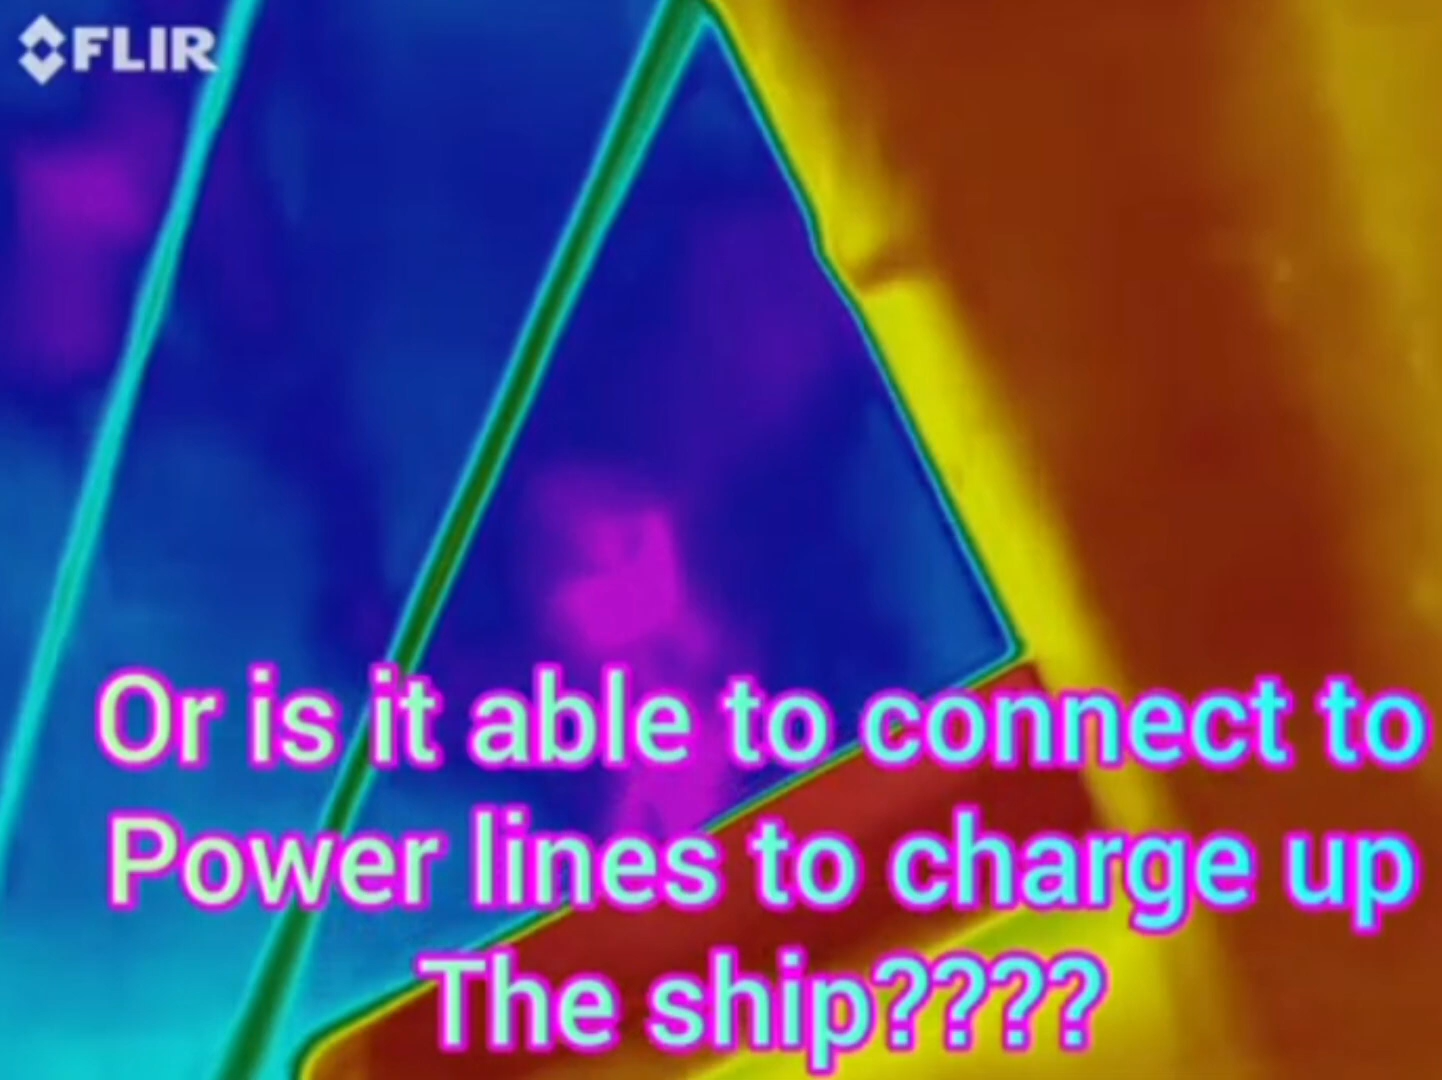 FLIR
Or is it able to connect to
Power lines to charge up
The ship????